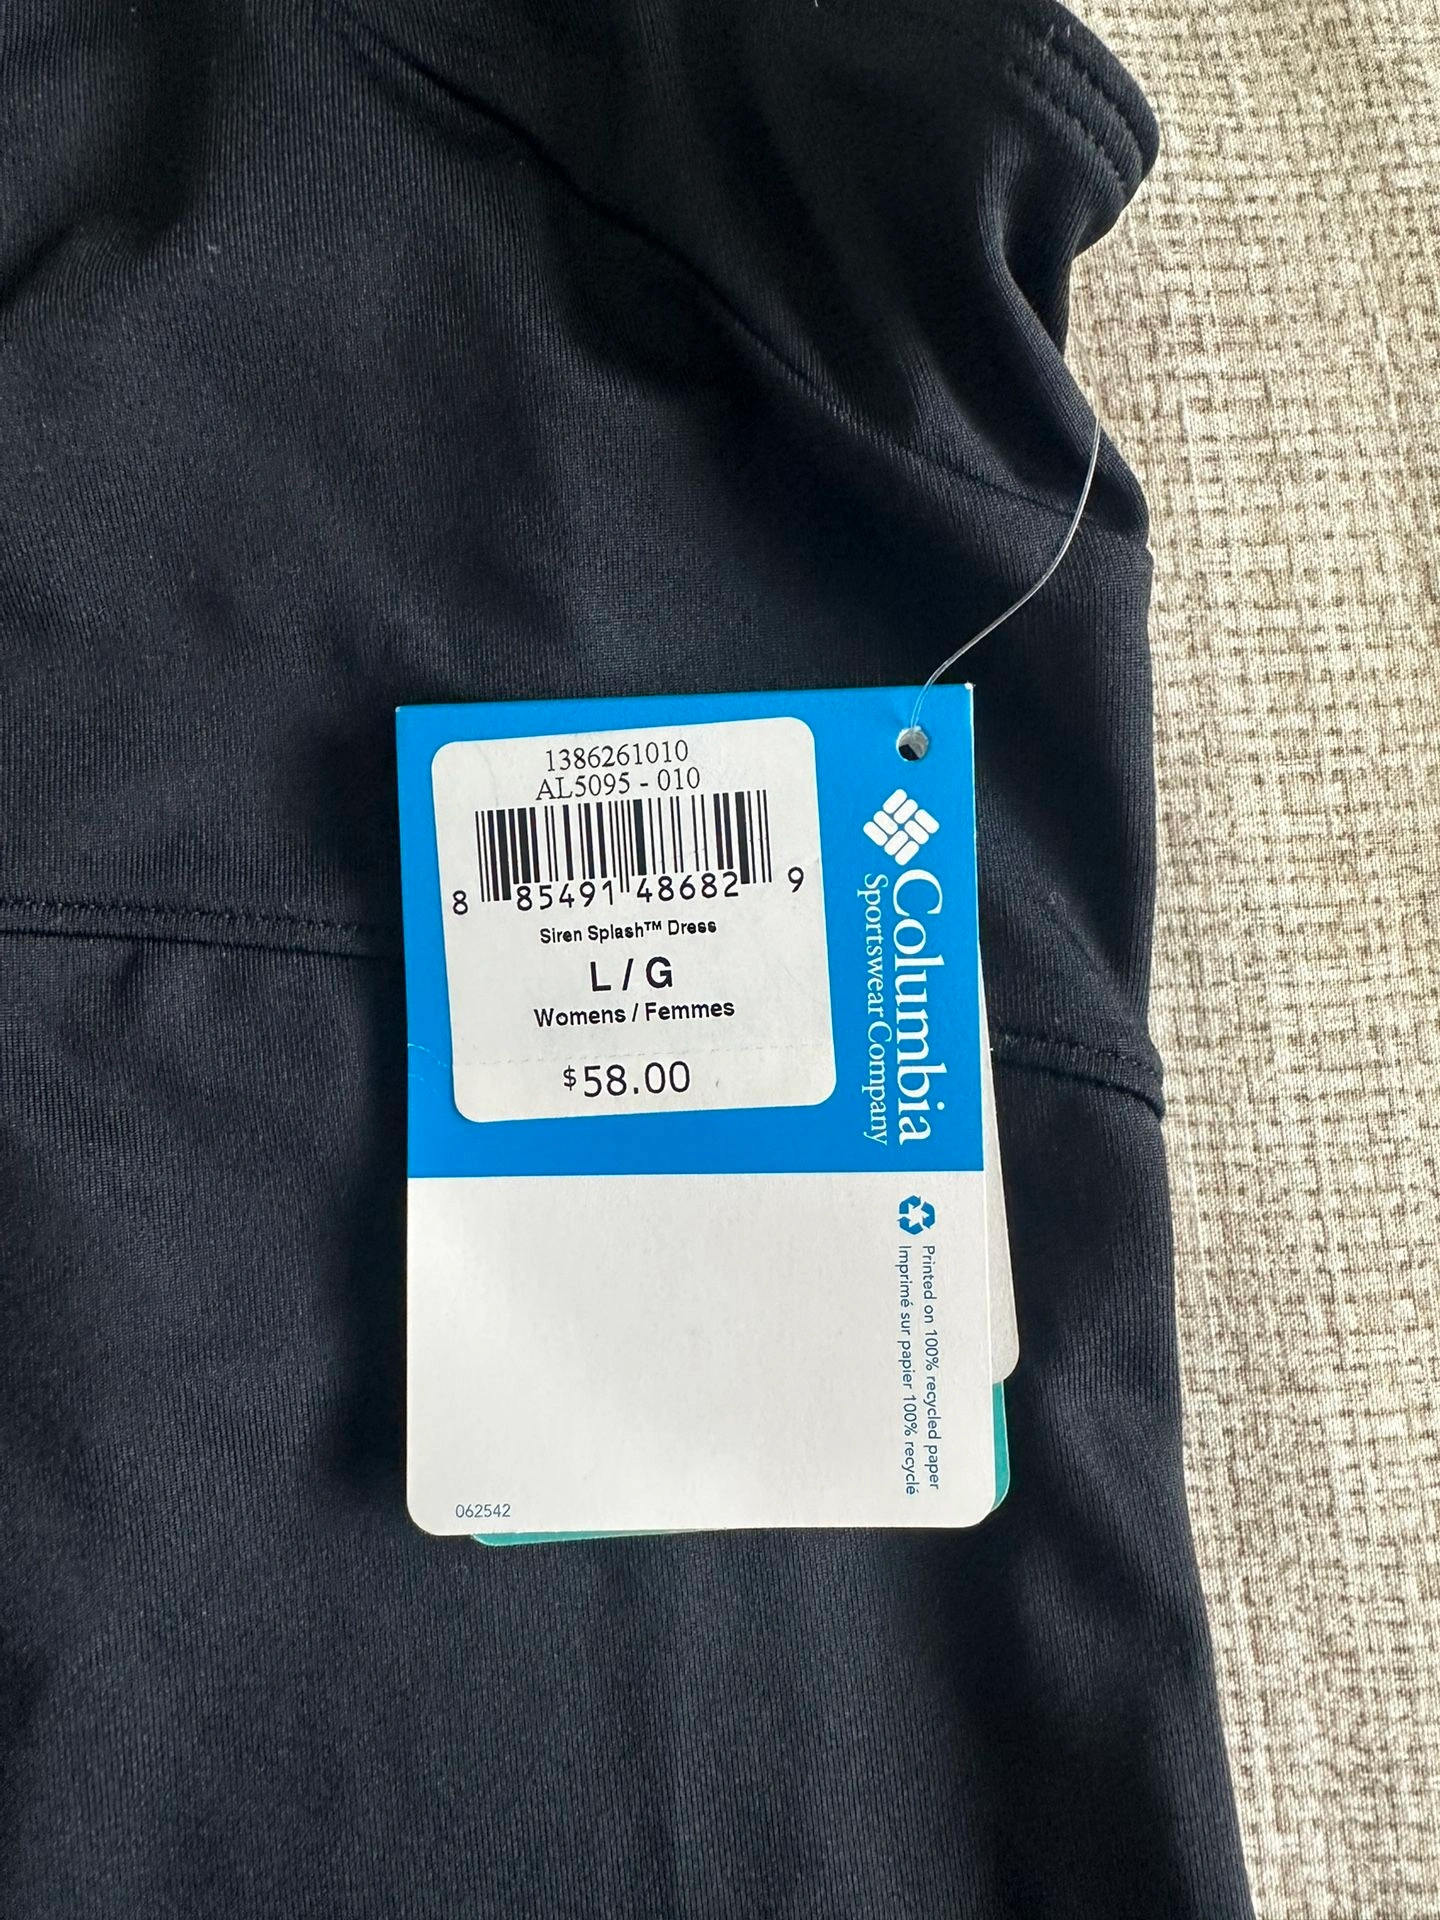 1386261010
AL5095 - 010
8 85491 48682 9
Siren Splash™ Dress
L / G
Womens / Femmes
$58.00
Columbia
Sportswear Company
Printed on 100% recycled paper
Imprimé sur papier 100% recyclé
062542